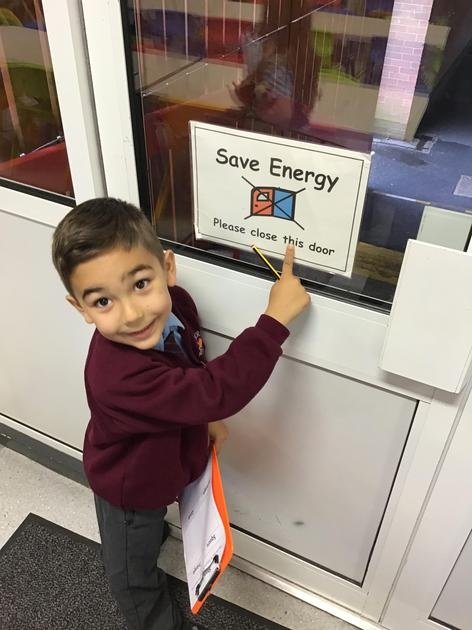 Save Energy
Please close this door